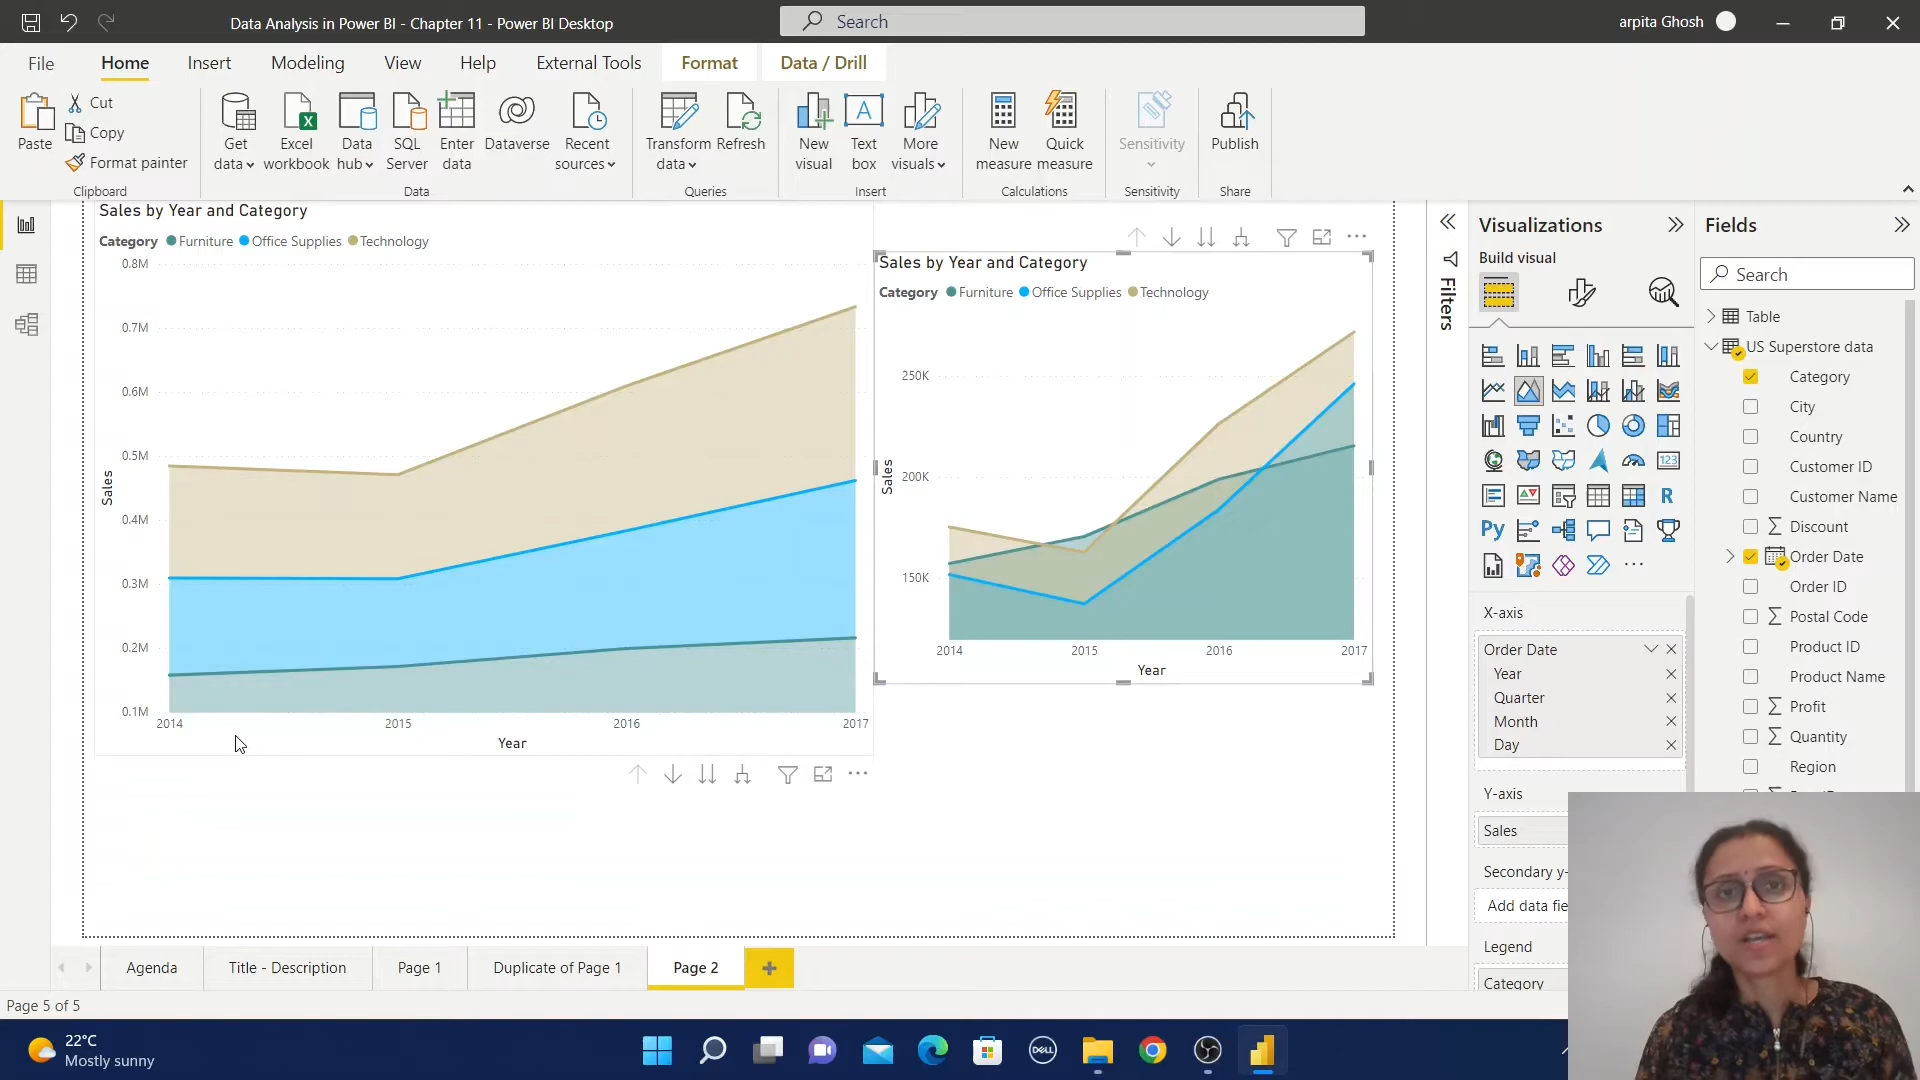 Data Analysis in Power BI - Chapter 11 - Power BI Desktop
Search
arpita Ghosh
File
Home
Insert
Modeling
View
Help
External Tools
Format
Data / Drill
Paste
Cut
Copy
Format painter
Get data
Excel workbook
Data hub
SQL Server
Enter data
Dataverse
Recent sources
Transform data
Refresh
New visual
Text box
More visuals
New measure
Quick measure
Sensitivity
Publish
Clipboard
Data
Queries
Insert
Calculations
Sensitivity
Share
Sales by Year and Category
Category Furniture Office Supplies Technology
0.8M
0.7M
0.6M
0.5M
0.4M
0.3M
0.2M
0.1M
Sales
2014 2015 2016 2017
Year
Sales by Year and Category
Category Furniture Office Supplies Technology
250K
200K
150K
Sales
2014 2015 2016 2017
Year
Filters
Visualizations
Build visual
123
R
Py
X-axis
Order Date
Year
Quarter
Month
Day
Y-axis
Sales
Secondary y-
Add data fie
Legend
Category
Fields
Search
Table
US Superstore data
Category
City
Country
Customer ID
Customer Name
Discount
Order Date
Order ID
Postal Code
Product ID
Product Name
Profit
Quantity
Region
Agenda
Title - Description
Page 1
Duplicate of Page 1
Page 2
Page 5 of 5
22°C
Mostly sunny
DELL